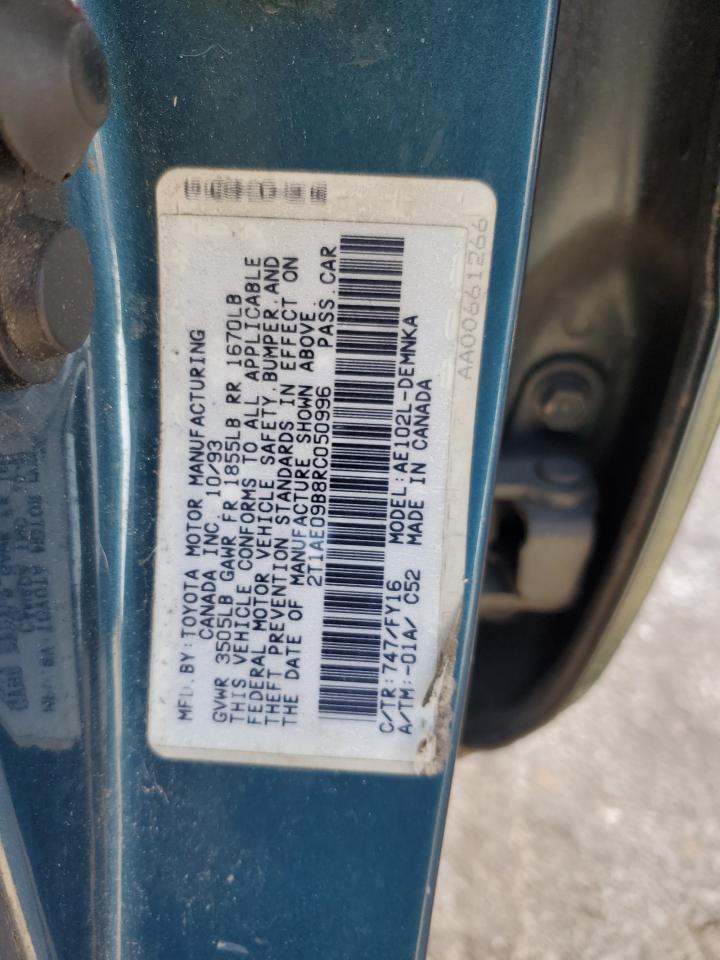 MFD. BY: TOYOTA MOTOR MANUFACTURING
CANADA INC. 10/93
GVWR 3505LB GAWR FR 1855LB RR 1670LB
THIS VEHICLE CONFORMS TO ALL APPLICABLE
FEDERAL MOTOR VEHICLE SAFETY, BUMPER, AND
THEFT PREVENTION STANDARDS IN EFFECT ON
THE DATE OF MANUFACTURE SHOWN ABOVE.
2T1AE09B8RC050996 PASS. CAR
C/TR: 747/FY16 MODEL: AE102L-DEMNKA
A/TM: -01A/ C52 MADE IN CANADA
AA00661266